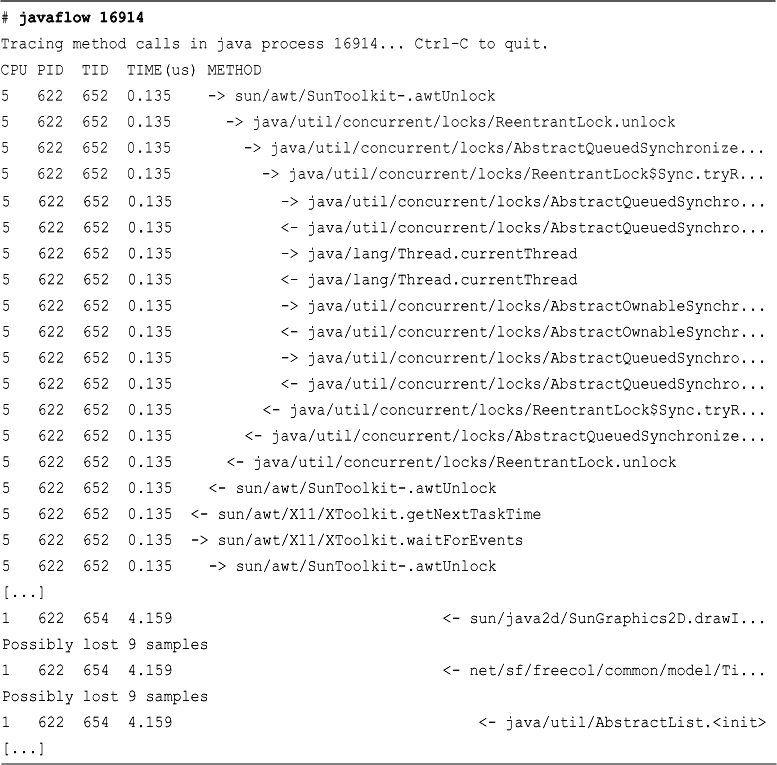 # javaflow 16914
Tracing method calls in java process 16914... Ctrl-C to quit.
CPU PID  TID  TIME(us) METHOD
5   622  652  0.135    -> sun/awt/SunToolkit-.awtUnlock
5   622  652  0.135      -> java/util/concurrent/locks/ReentrantLock.unlock
5   622  652  0.135        -> java/util/concurrent/locks/AbstractQueuedSynchronize...
5   622  652  0.135          -> java/util/concurrent/locks/ReentrantLock$Sync.tryR...
5   622  652  0.135            -> java/util/concurrent/locks/AbstractQueuedSynchro...
5   622  652  0.135            <- java/util/concurrent/locks/AbstractQueuedSynchro...
5   622  652  0.135            -> java/lang/Thread.currentThread
5   622  652  0.135            <- java/lang/Thread.currentThread
5   622  652  0.135            -> java/util/concurrent/locks/AbstractOwnableSynchr...
5   622  652  0.135            <- java/util/concurrent/locks/AbstractOwnableSynchr...
5   622  652  0.135            -> java/util/concurrent/locks/AbstractQueuedSynchro...
5   622  652  0.135            <- java/util/concurrent/locks/AbstractQueuedSynchro...
5   622  652  0.135          <- java/util/concurrent/locks/ReentrantLock$Sync.tryR...
5   622  652  0.135        <- java/util/concurrent/locks/AbstractQueuedSynchronize...
5   622  652  0.135      <- java/util/concurrent/locks/ReentrantLock.unlock
5   622  652  0.135    <- sun/awt/SunToolkit-.awtUnlock
5   622  652  0.135  <- sun/awt/X11/XToolkit.getNextTaskTime
5   622  652  0.135  -> sun/awt/X11/XToolkit.waitForEvents
5   622  652  0.135    -> sun/awt/SunToolkit-.awtUnlock
[...]
1   622  654  4.159                              <- sun/java2d/SunGraphics2D.drawI...
Possibly lost 9 samples
1   622  654  4.159                              <- net/sf/freecol/common/model/Ti...
Possibly lost 9 samples
1   622  654  4.159                                  <- java/util/AbstractList.<init>
[...]